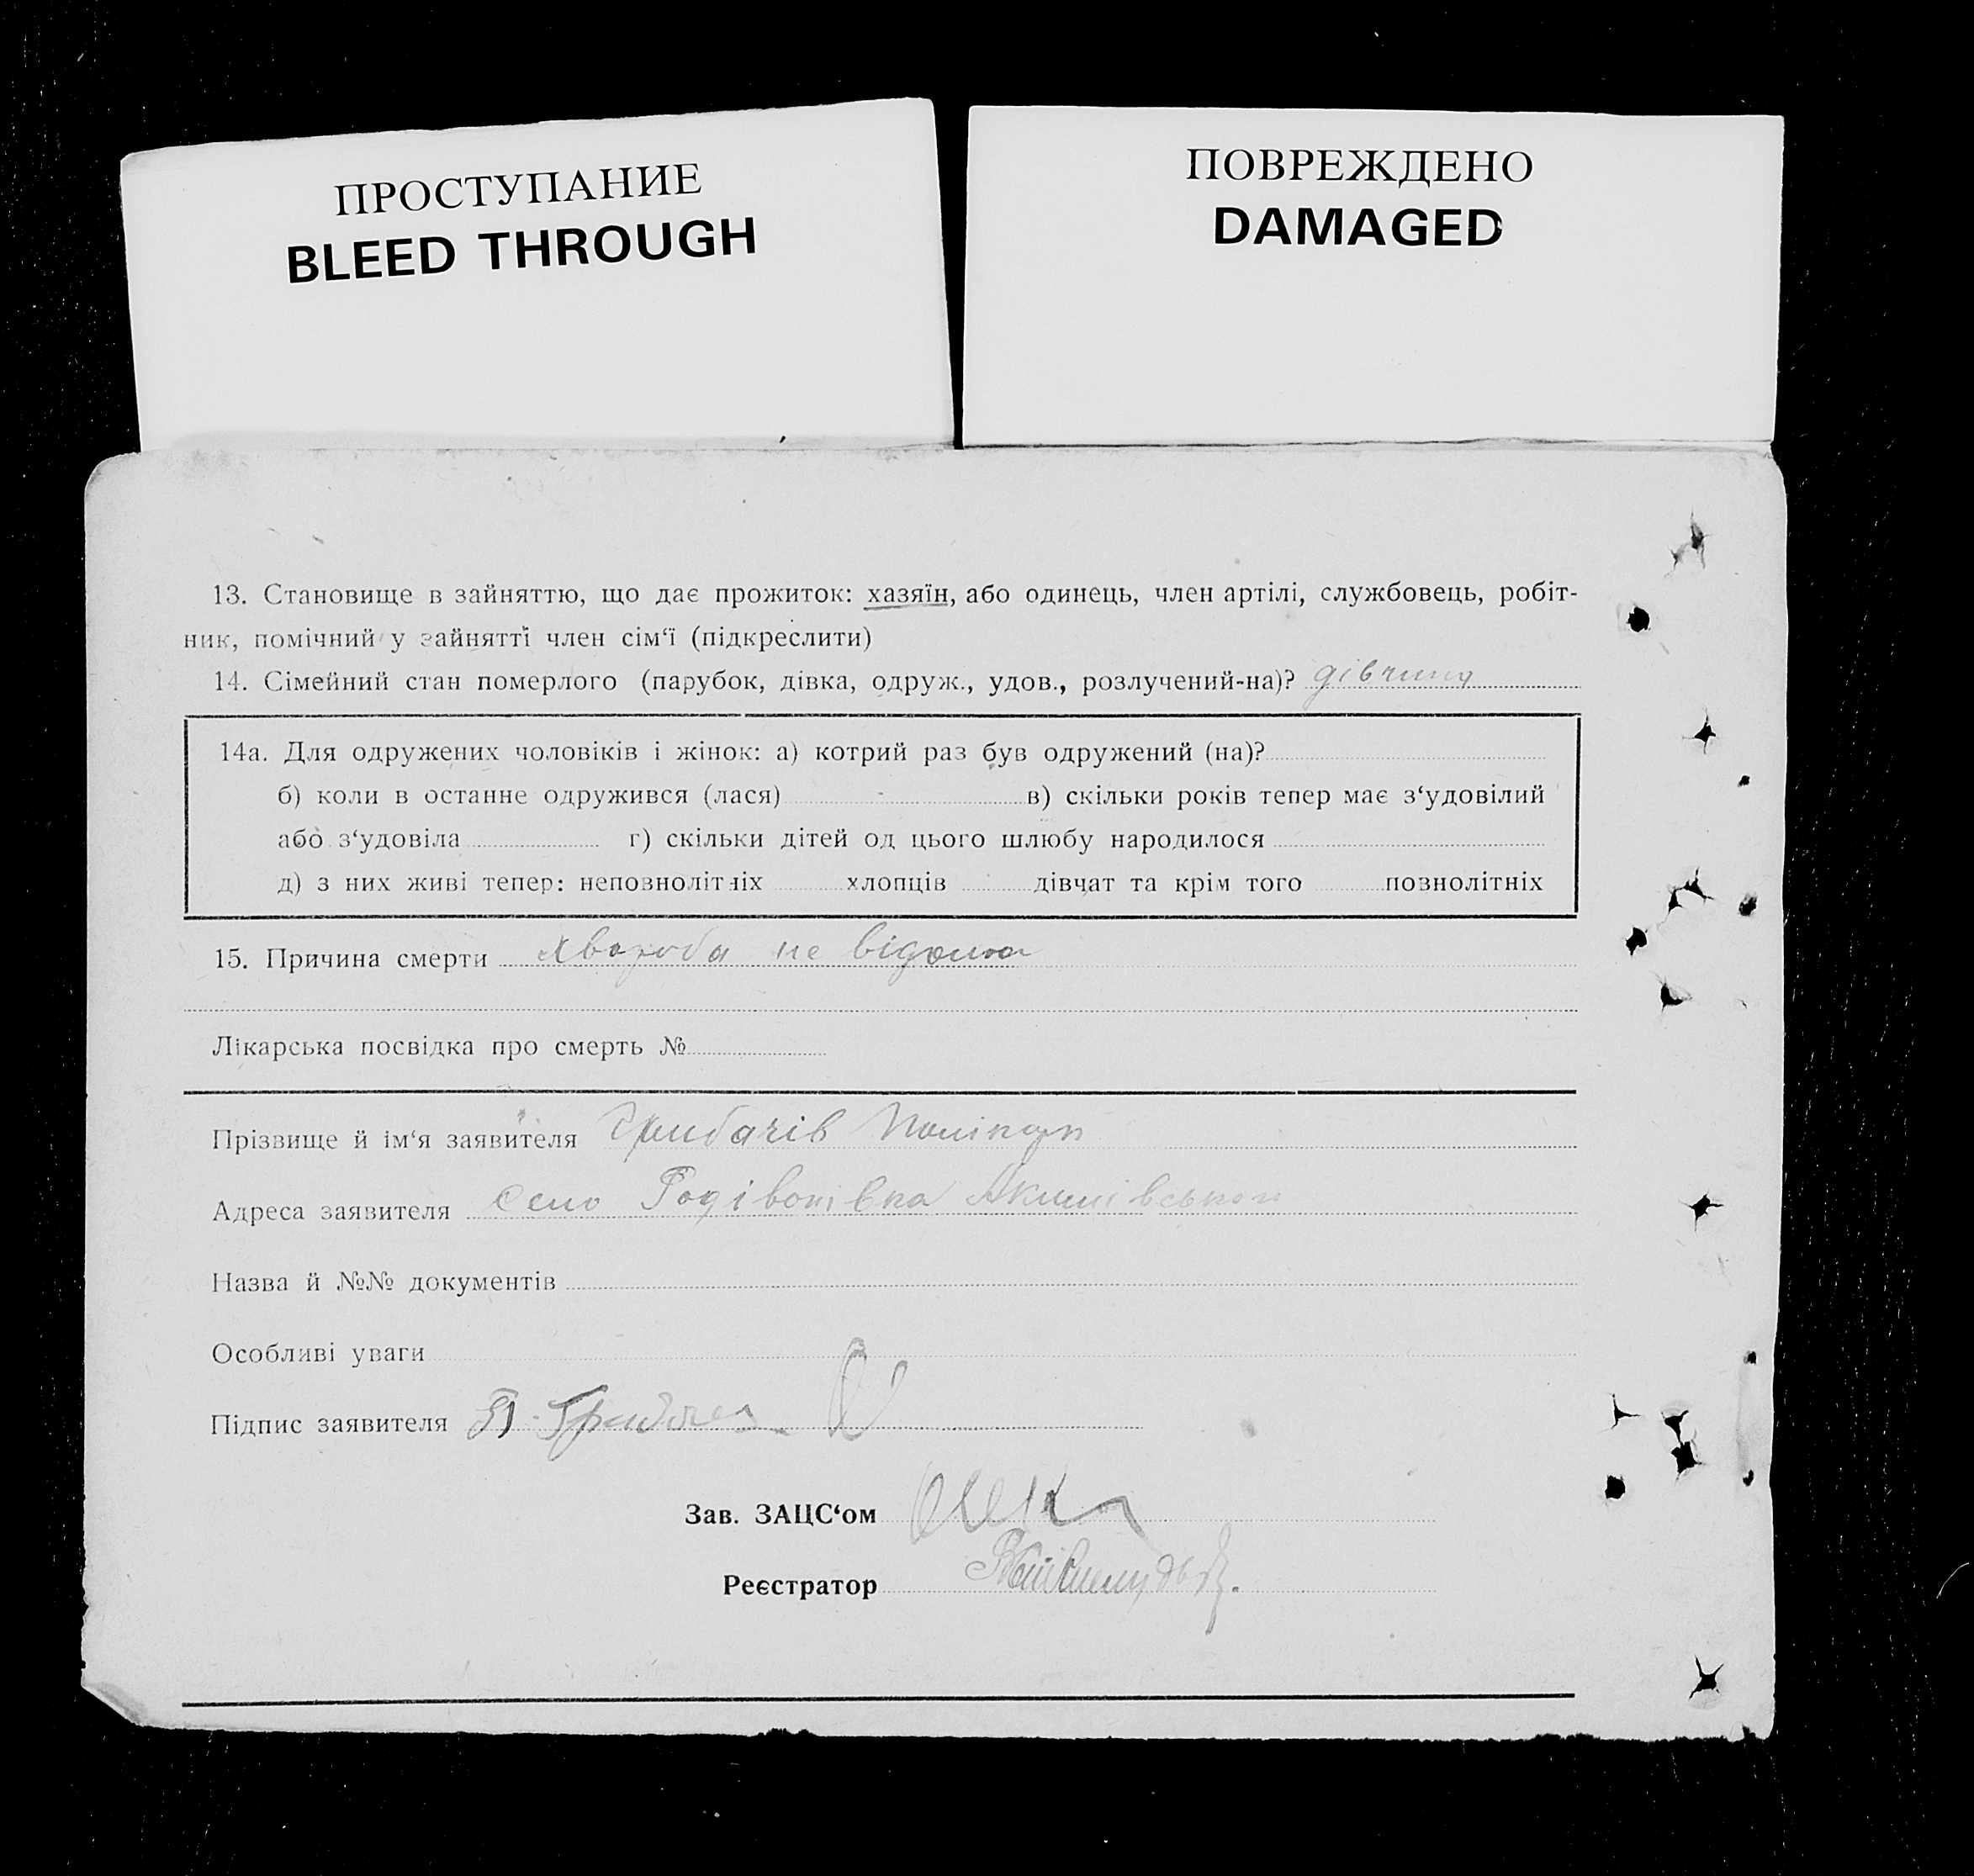 ПРОСТУПАНИЕ
BLEED THROUGH
ПОВРЕЖДЕНО
DAMAGED
13. Становище в зайняттю, що дає прожиток: хазяїн, або одинець, член артілі, службовець, робіт-
ник, помічний у зайнятті член сім‘ї (підкреслити)
14. Сімейний стан померлого (парубок, дівка, одруж., удов., розлучений-на)? дівчина
14а. Для одружених чоловіків і жінок: а) котрий раз був одружений (на)?
б) коли в останне одружився (лася) в) скільки років тепер має з‘удовілий
або з‘удовіла г) скільки дітей од цього шлюбу народилося
д) з них живі тепер: неповнолітніх хлопців дівчат та крім того повнолітніх
15. Причина смерти хвороба не відома
Лікарська посвідка про смерть №
Прізвище й ім‘я заявителя Грибачів
Адреса заявителя село Родівонівка Акимівського
Назва й №№ документів
Особливі уваги
Підпис заявителя П.
Зав. ЗАЦС‘ом
Реєстратор